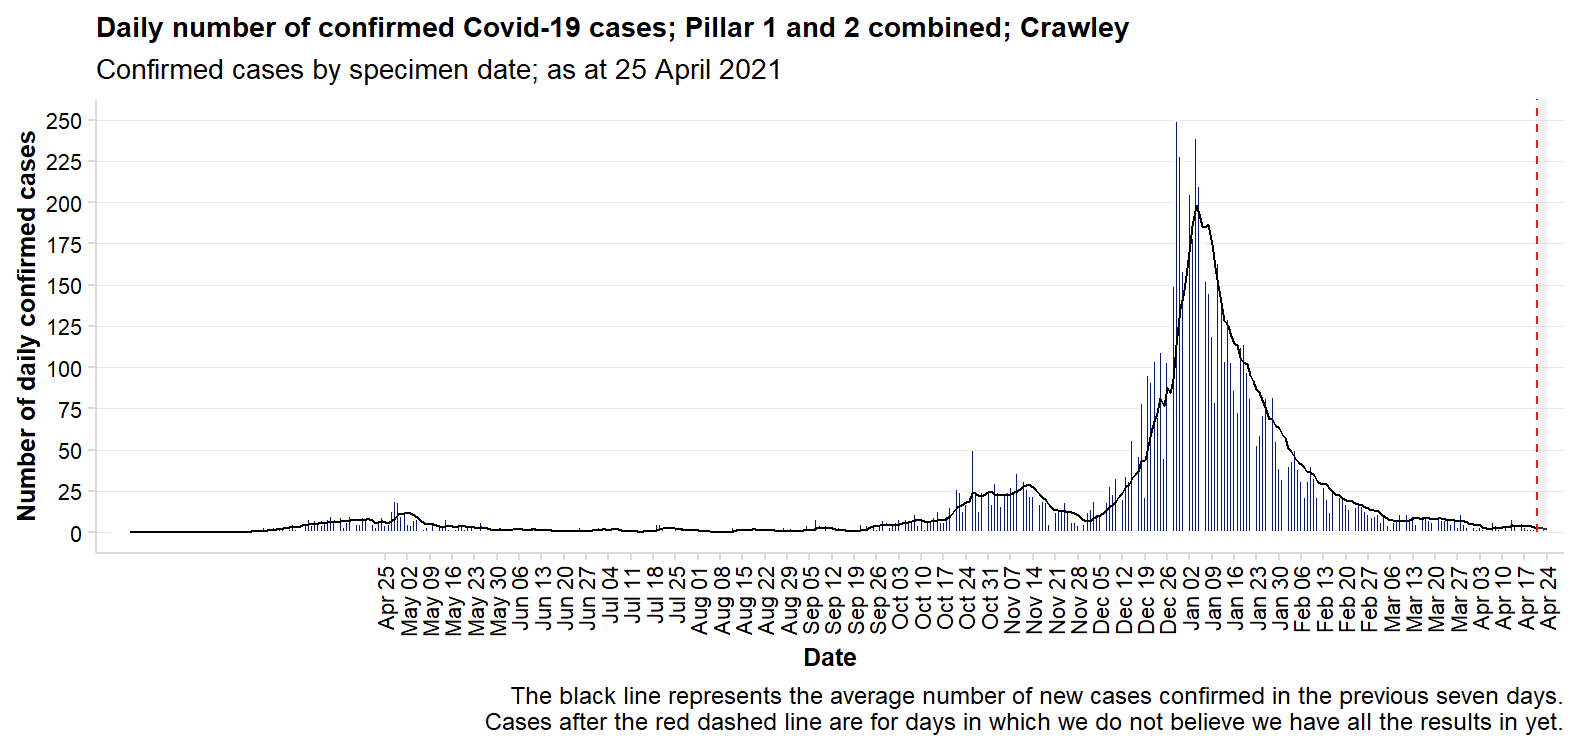 Daily number of confirmed Covid-19 cases; Pillar 1 and 2 combined; Crawley
Confirmed cases by specimen date; as at 25 April 2021
Number of daily confirmed cases
250
225
200
175
150
125
100
75
50
25
0
Apr 25
May 02
May 09
May 16
May 23
May 30
Jun 06
Jun 13
Jun 20
Jun 27
Jul 04
Jul 11
Jul 18
Jul 25
Aug 01
Aug 08
Aug 15
Aug 22
Aug 29
Sep 05
Sep 12
Sep 19
Sep 26
Oct 03
Oct 10
Oct 17
Oct 24
Oct 31
Nov 07
Nov 14
Nov 21
Nov 28
Dec 05
Dec 12
Dec 19
Dec 26
Jan 02
Jan 09
Jan 16
Jan 23
Jan 30
Feb 06
Feb 13
Feb 20
Feb 27
Mar 06
Mar 13
Mar 20
Mar 27
Apr 03
Apr 10
Apr 17
Apr 24
Date
The black line represents the average number of new cases confirmed in the previous seven days.
Cases after the red dashed line are for days in which we do not believe we have all the results in yet.